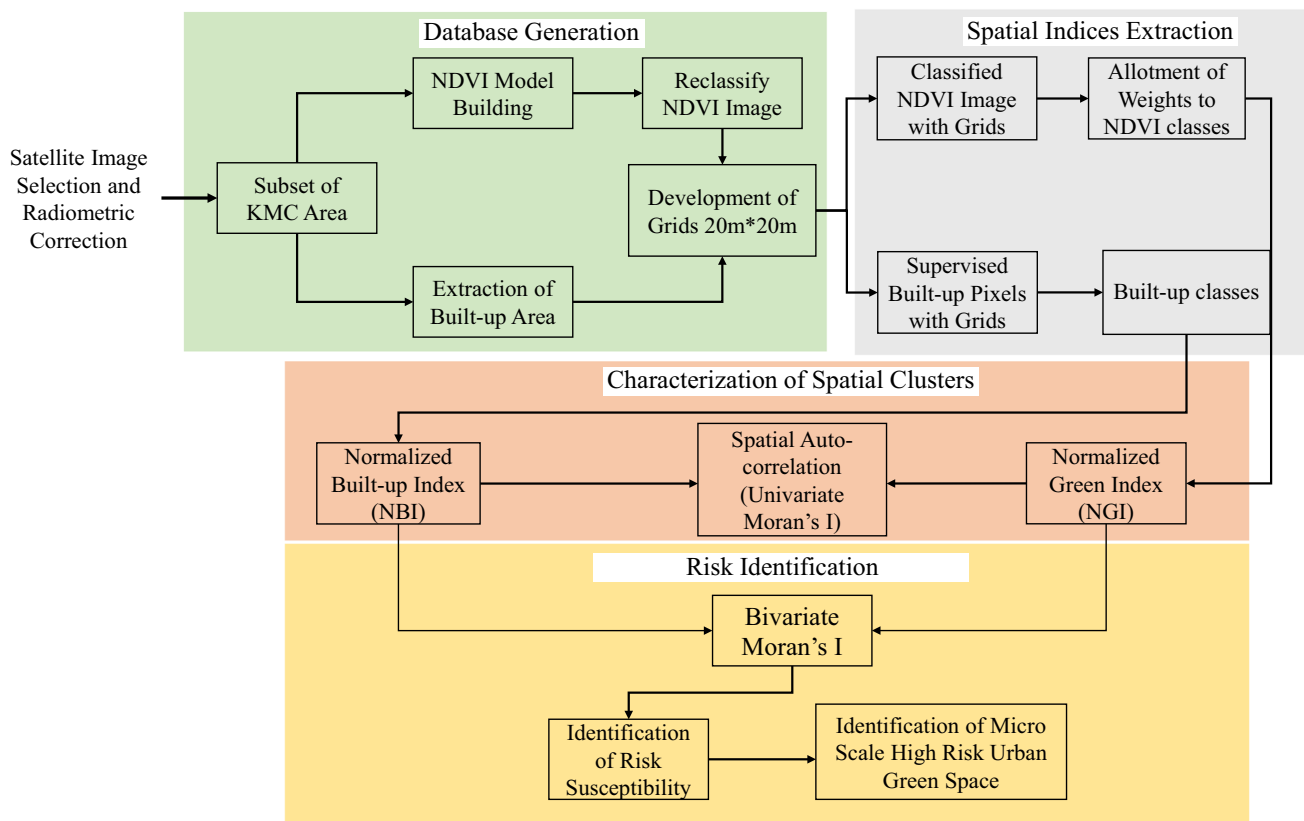 Database Generation
Spatial Indices Extraction
NDVI Model
Building
Reclassify
NDVI Image
Classified
NDVI Image
with Grids
Allotment of
Weights to
NDVI classes
Satellite Image
Selection and
Radiometric
Correction
Subset of
KMC Area
Development of
Grids 20m*20m
Extraction of
Built-up Area
Supervised
Built-up Pixels
with Grids
Built-up classes
Characterization of Spatial Clusters
Normalized
Built-up Index
(NBI)
Spatial Auto-
correlation
(Univariate
Moran’s I)
Normalized
Green Index
(NGI)
Risk Identification
Bivariate
Moran’s I
Identification
of Risk
Susceptibility
Identification of Micro
Scale High Risk Urban
Green Space